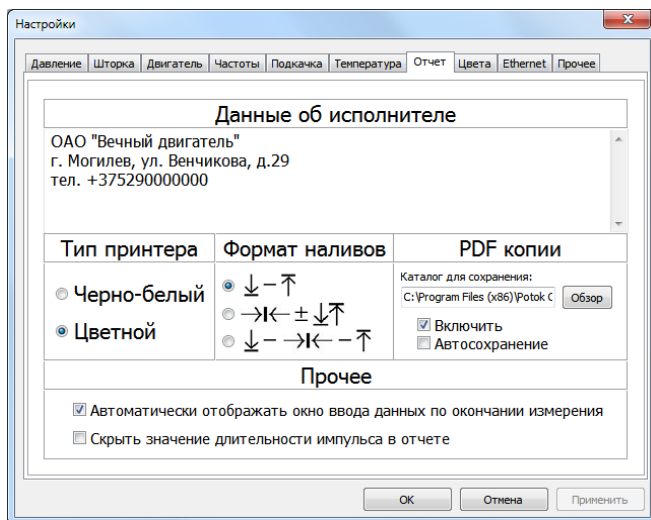 Настройки
Давление Шторка Двигатель Частоты Подкачка Температура Отчет Цвета Ethernet Прочее
Данные об исполнителе
ОАО "Вечный двигатель"
г. Могилев, ул. Венчикова, д.29
тел. +375290000000
Тип принтера Формат наливов PDF копии
Черно-белый
Цветной
Каталог для сохранения:
C:\Program Files (x86)\Potok C Обзор
Включить
Автосохранение
Прочее
Автоматически отображать окно ввода данных по окончании измерения
Скрыть значение длительности импульса в отчете
OK Отмена Применить